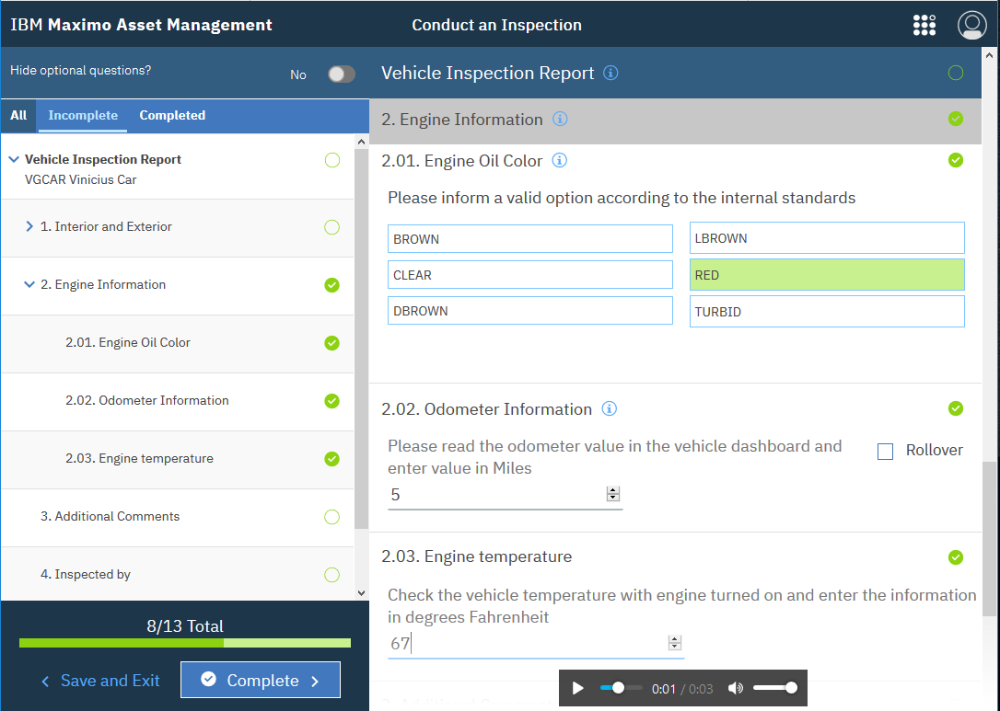 IBM Maximo Asset Management
Conduct an Inspection
Hide optional questions?
No
All
Incomplete
Completed
Vehicle Inspection Report
VGCAR Vinicius Car
1. Interior and Exterior
2. Engine Information
2.01. Engine Oil Color
2.02. Odometer Information
2.03. Engine temperature
3. Additional Comments
4. Inspected by
8/13 Total
Save and Exit
Complete
Vehicle Inspection Report
2. Engine Information
2.01. Engine Oil Color
Please inform a valid option according to the internal standards
BROWN
LBROWN
CLEAR
RED
DBROWN
TURBID
2.02. Odometer Information
Please read the odometer value in the vehicle dashboard and
enter value in Miles
Rollover
5
2.03. Engine temperature
Check the vehicle temperature with engine turned on and enter the information
in degrees Fahrenheit
67
0:01 / 0:03